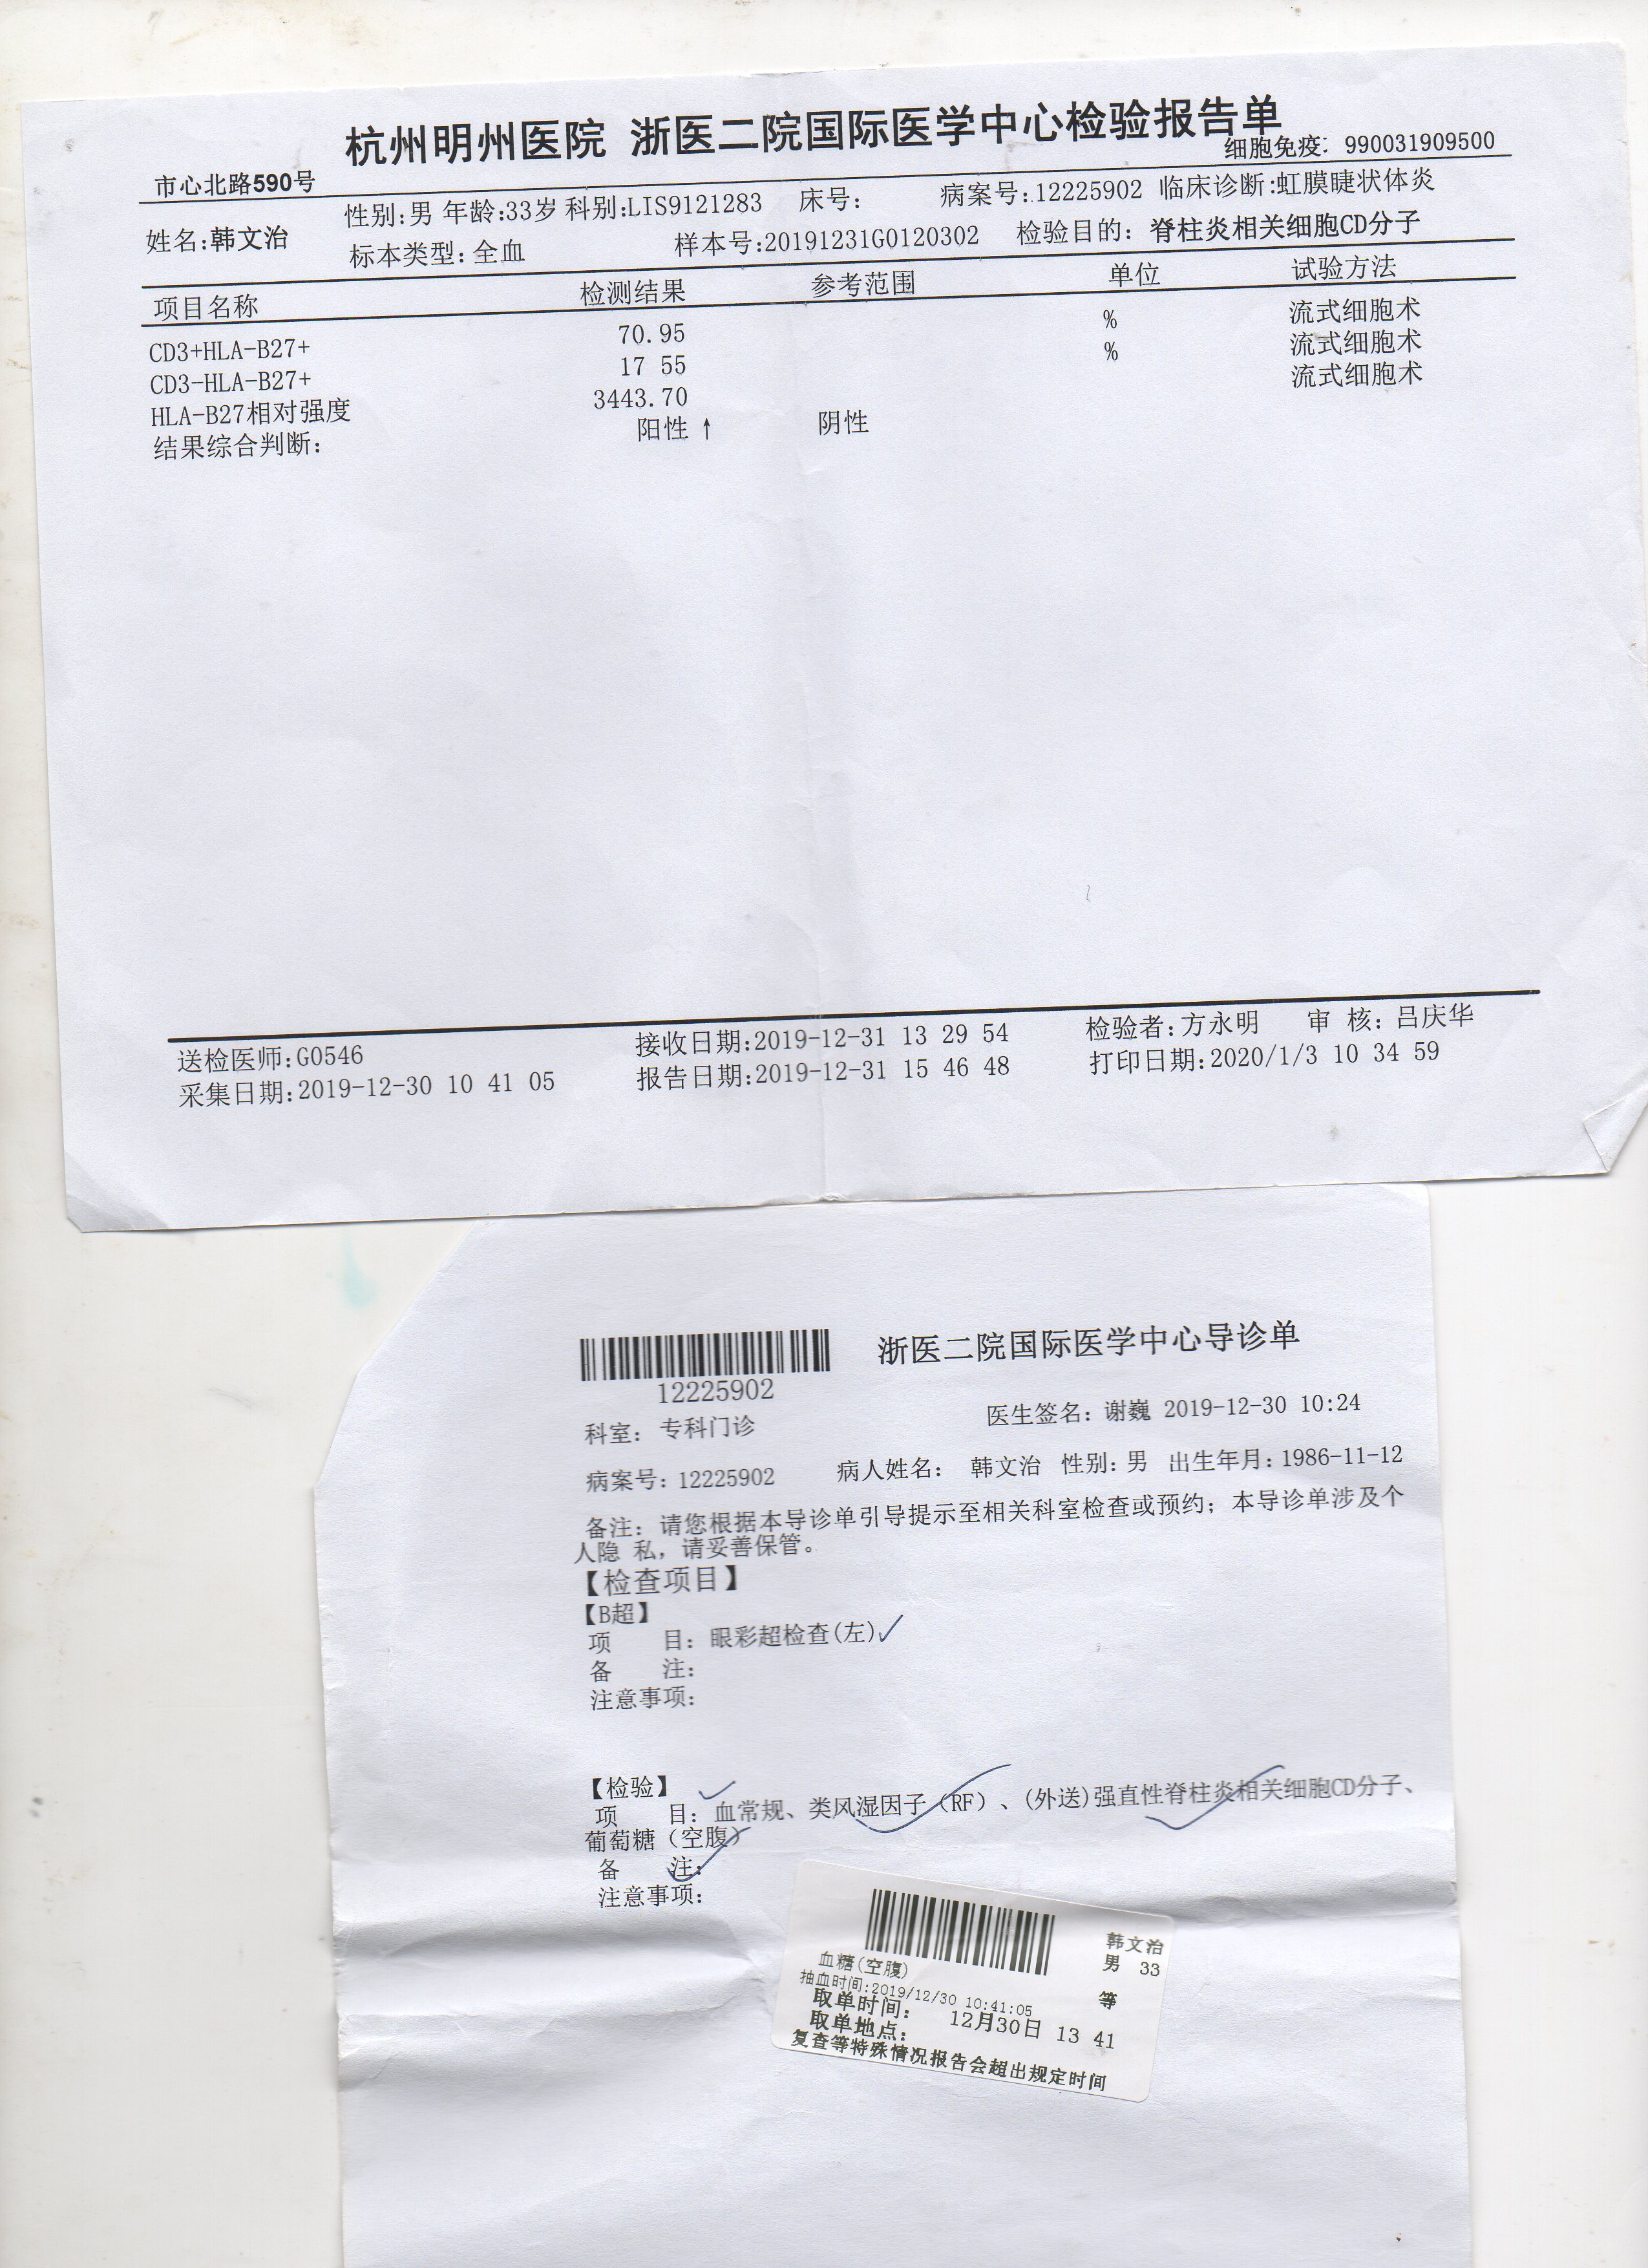 杭州明州医院 浙医二院国际医学中心检验报告单
市心北路590号
细胞免疫: 990031909500
姓名:韩文治 性别:男 年龄:33岁 科别:LIS9121283 床号: 病案号:12225902 临床诊断:虹膜睫状体炎
标本类型:全血 样本号:20191231G0120302 检验目的: 脊柱炎相关细胞CD分子
项目名称 检测结果 参考范围 单位 试验方法
CD3+HLA-B27+ 70.95 % 流式细胞术
CD3-HLA-B27+ 17 55 % 流式细胞术
HLA-B27相对强度 3443.70 流式细胞术
结果综合判断: 阳性 ↑ 阴性
送检医师:G0546 接收日期:2019-12-31 13 29 54 检验者:方永明 审 核:吕庆华
采集日期:2019-12-30 10 41 05 报告日期:2019-12-31 15 46 48 打印日期:2020/1/3 10 34 59
浙医二院国际医学中心导诊单
12225902
科室: 专科门诊 医生签名: 谢巍 2019-12-30 10:24
病案号: 12225902 病人姓名: 韩文治 性别: 男 出生年月: 1986-11-12
备注: 请您根据本导诊单引导提示至相关科室检查或预约; 本导诊单涉及个
人隐 私, 请妥善保管。
【检查项目】
【B超】
项 目: 眼彩超检查(左)✓
备 注:
注意事项:
【检验】
项 目: 血常规、类风湿因子（RF）、(外送)强直性脊柱炎相关细胞CD分子、
葡萄糖（空腹）
备 注:
注意事项:
韩文治
血糖(空腹) 男 33
抽血时间:2019/12/30 10:41:05 等
取单时间: 12月30日 13 41
取单地点:
复查等特殊情况报告会超出规定时间